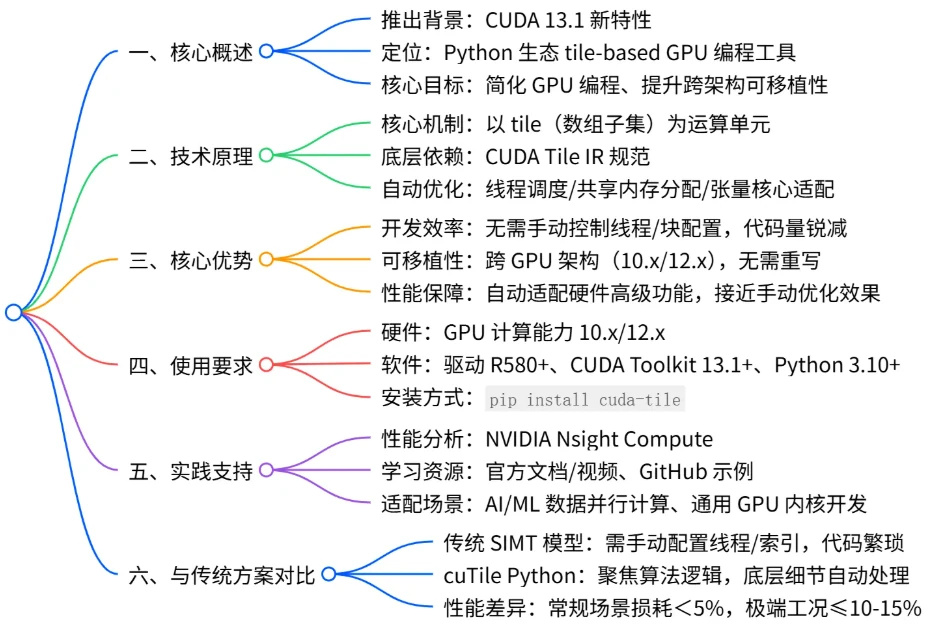 一、核心概述
推出背景：CUDA 13.1 新特性
定位：Python 生态 tile-based GPU 编程工具
核心目标：简化 GPU 编程、提升跨架构可移植性
二、技术原理
核心机制：以 tile（数组子集）为运算单元
底层依赖：CUDA Tile IR 规范
自动优化：线程调度/共享内存分配/张量核心适配
三、核心优势
开发效率：无需手动控制线程/块配置，代码量锐减
可移植性：跨 GPU 架构（10.x/12.x），无需重写
性能保障：自动适配硬件高级功能，接近手动优化效果
四、使用要求
硬件：GPU 计算能力 10.x/12.x
软件：驱动 R580+、CUDA Toolkit 13.1+、Python 3.10+
安装方式：pip install cuda-tile
五、实践支持
性能分析：NVIDIA Nsight Compute
学习资源：官方文档/视频、GitHub 示例
适配场景：AI/ML 数据并行计算、通用 GPU 内核开发
六、与传统方案对比
传统 SIMT 模型：需手动配置线程/索引，代码繁琐
cuTile Python：聚焦算法逻辑，底层细节自动处理
性能差异：常规场景损耗＜5%，极端工况≤10-15%